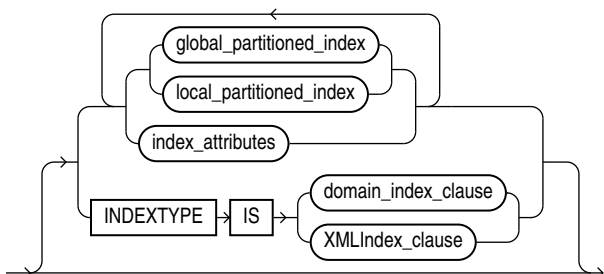 global_partitioned_index
local_partitioned_index
index_attributes
domain_index_clause
INDEXTYPE IS
XMLIndex_clause